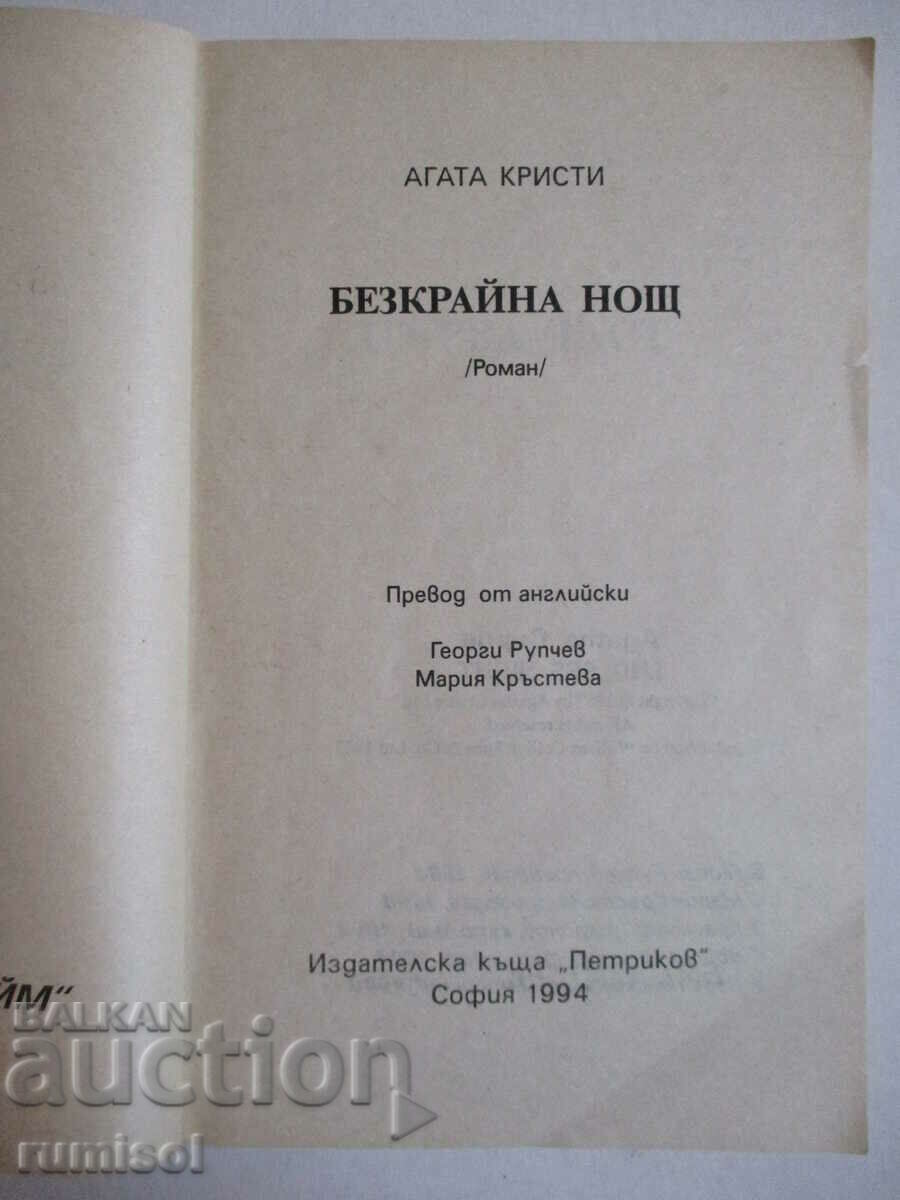 АГАТА КРИСТИ
БЕЗКРАЙНА НОЩ
/Роман/
Превод от английски
Георги Рупчев
Мария Кръстева
Издателска къща „Петриков“
София 1994
ЙМ“
BALKAN
auction
rumisol